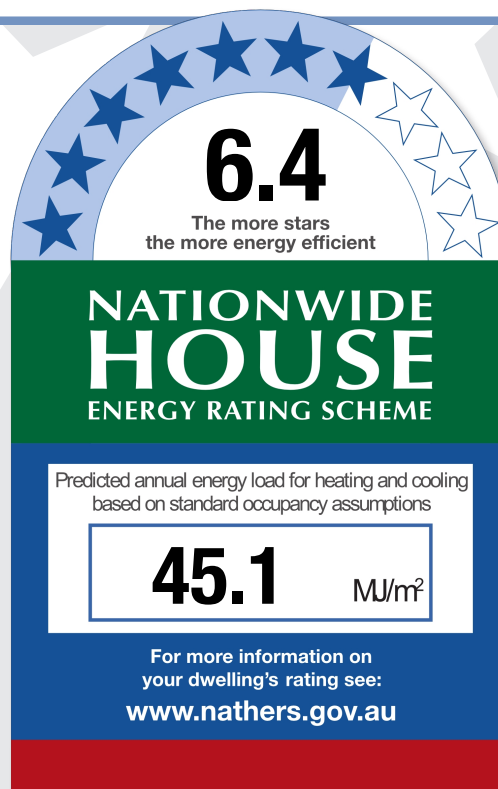 6.4
The more stars
the more energy efficient
NATIONWIDE
HOUSE
ENERGY RATING SCHEME
Predicted annual energy load for heating and cooling
based on standard occupancy assumptions
45.1 MJ/m²
For more information on
your dwelling's rating see:
www.nathers.gov.au